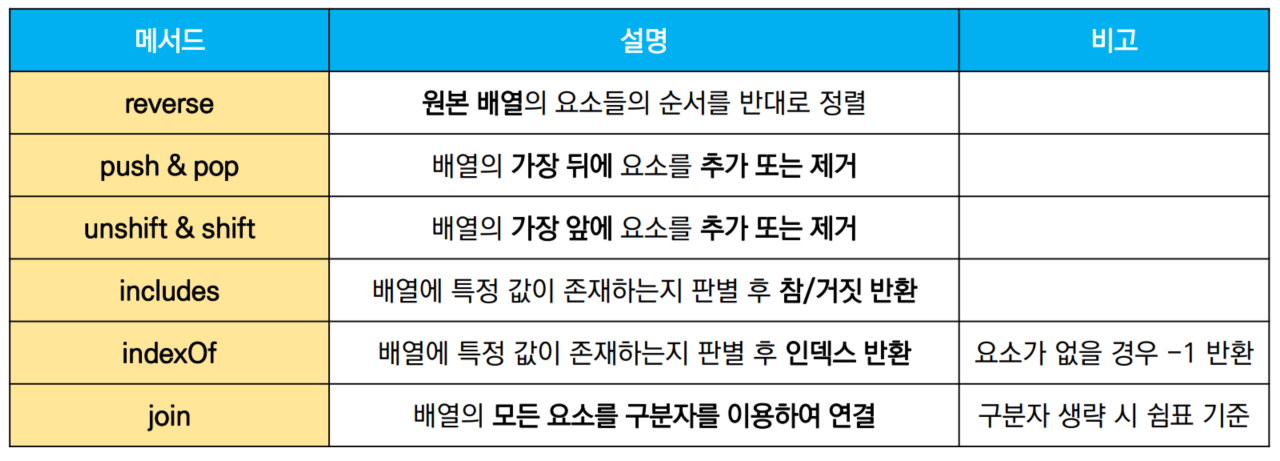 메서드 설명 비고
reverse 원본 배열의 요소들의 순서를 반대로 정렬
push & pop 배열의 가장 뒤에 요소를 추가 또는 제거
unshift & shift 배열의 가장 앞에 요소를 추가 또는 제거
includes 배열에 특정 값이 존재하는지 판별 후 참/거짓 반환
indexOf 배열에 특정 값이 존재하는지 판별 후 인덱스 반환 요소가 없을 경우 -1 반환
join 배열의 모든 요소를 구분자를 이용하여 연결 구분자 생략 시 쉼표 기준